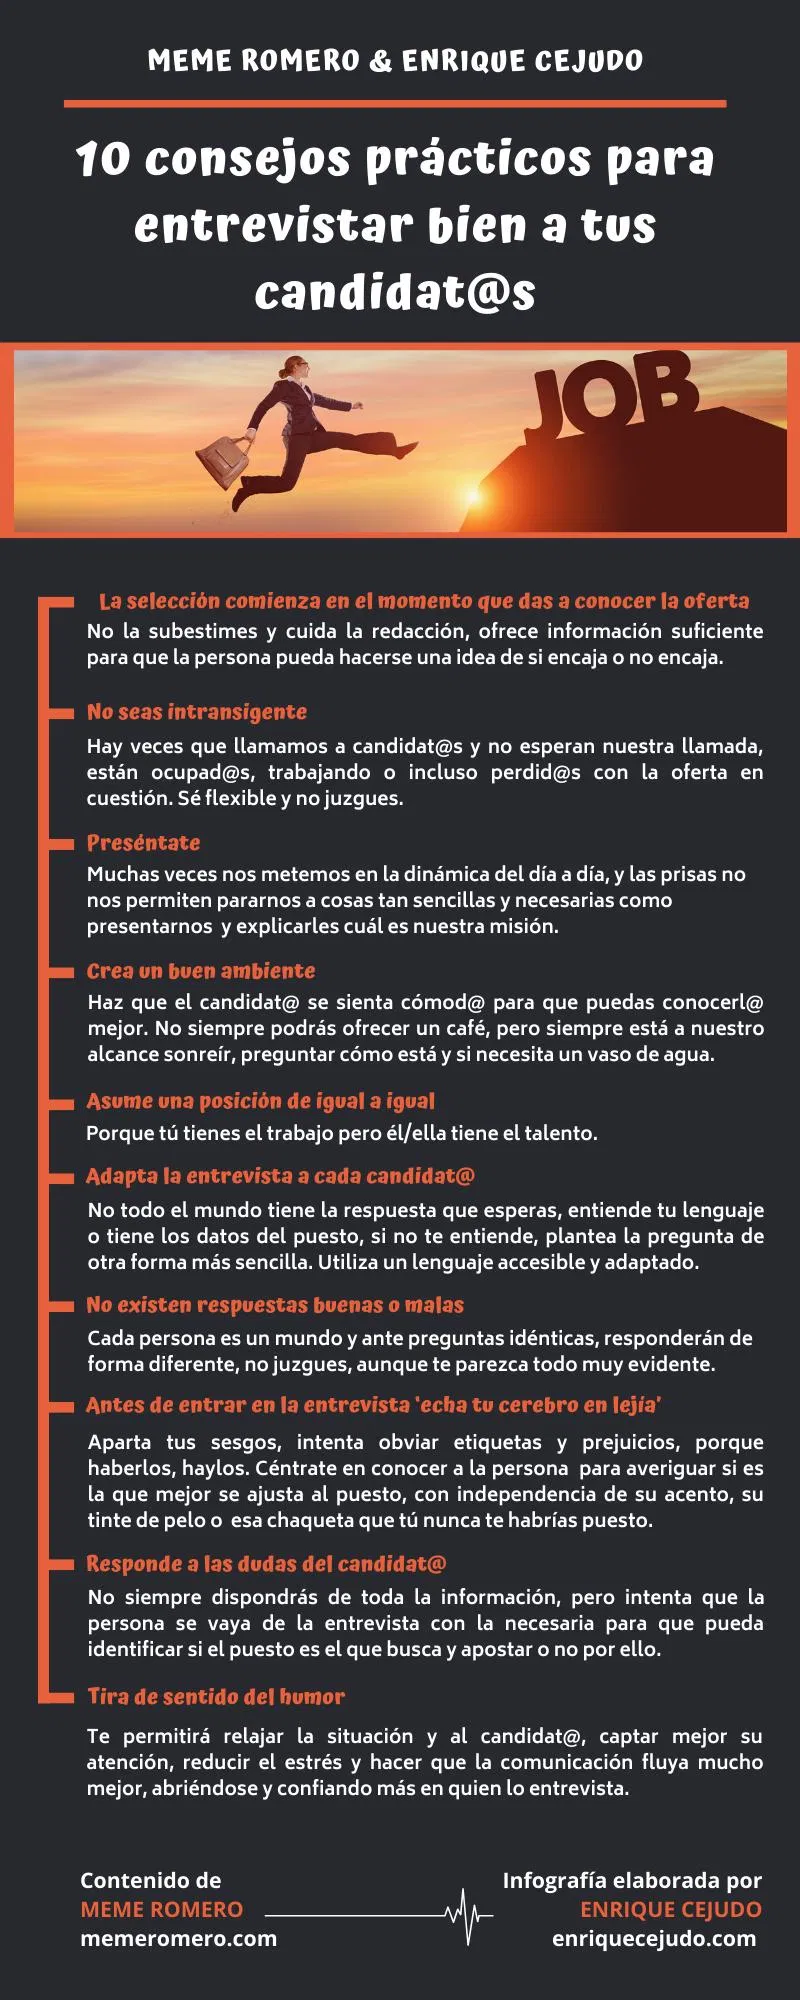 MEME ROMERO & ENRIQUE CEJUDO
10 consejos prácticos para
entrevistar bien a tus
candidat@s
JOB
La selección comienza en el momento que das a conocer la oferta
No la subestimes y cuida la redacción, ofrece información suficiente
para que la persona pueda hacerse una idea de si encaja o no encaja.
No seas intransigente
Hay veces que llamamos a candidat@s y no esperan nuestra llamada,
están ocupad@s, trabajando o incluso perdid@s con la oferta en
cuestión. Sé flexible y no juzgues.
Preséntate
Muchas veces nos metemos en la dinámica del día a día, y las prisas no
nos permiten pararnos a cosas tan sencillas y necesarias como
presentarnos y explicarles cuál es nuestra misión.
Crea un buen ambiente
Haz que el candidat@ se sienta cómod@ para que puedas conocerl@
mejor. No siempre podrás ofrecer un café, pero siempre está a nuestro
alcance sonreír, preguntar cómo está y si necesita un vaso de agua.
Asume una posición de igual a igual
Porque tú tienes el trabajo pero él/ella tiene el talento.
Adapta la entrevista a cada candidat@
No todo el mundo tiene la respuesta que esperas, entiende tu lenguaje
o tiene los datos del puesto, si no te entiende, plantea la pregunta de
otra forma más sencilla. Utiliza un lenguaje accesible y adaptado.
No existen respuestas buenas o malas
Cada persona es un mundo y ante preguntas idénticas, responderán de
forma diferente, no juzgues, aunque te parezca todo muy evidente.
Antes de entrar en la entrevista 'echa tu cerebro en lejía'
Aparta tus sesgos, intenta obviar etiquetas y prejuicios, porque
haberlos, haylos. Céntrate en conocer a la persona para averiguar si es
la que mejor se ajusta al puesto, con independencia de su acento, su
tinte de pelo o esa chaqueta que tú nunca te habrías puesto.
Responde a las dudas del candidat@
No siempre dispondrás de toda la información, pero intenta que la
persona se vaya de la entrevista con la necesaria para que pueda
identificar si el puesto es el que busca y apostar o no por ello.
Tira de sentido del humor
Te permitirá relajar la situación y al candidat@, captar mejor su
atención, reducir el estrés y hacer que la comunicación fluya mucho
mejor, abriéndose y confiando más en quien lo entrevista.
Contenido de
MEME ROMERO
memeromero.com
Infografía elaborada por
ENRIQUE CEJUDO
enriquecejudo.com